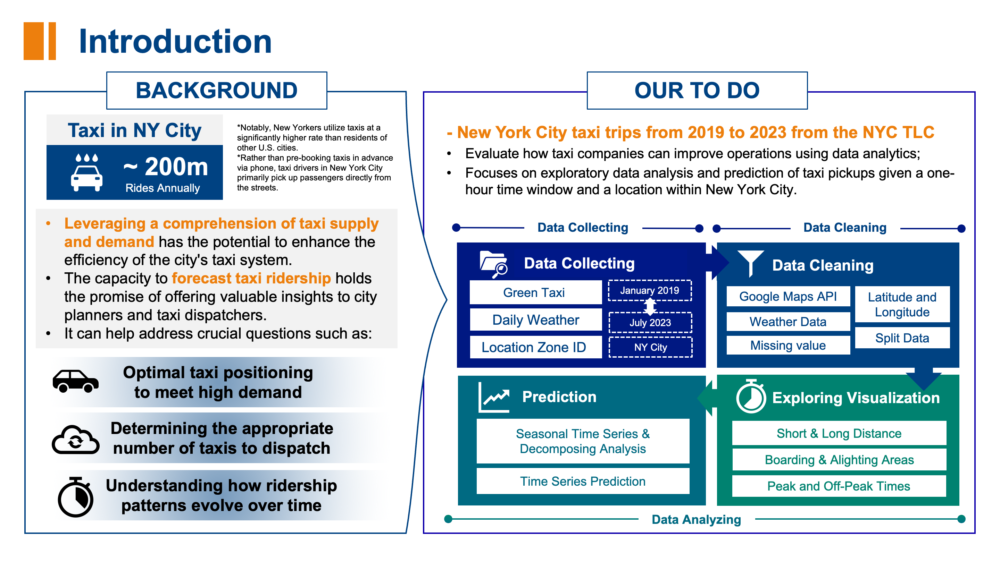 Introduction
BACKGROUND
Taxi in NY City
~ 200m
Rides Annually
*Notably, New Yorkers utilize taxis at a
significantly higher rate than residents of
other U.S. cities.
*Rather than pre-booking taxis in advance
via phone, taxi drivers in New York City
primarily pick up passengers directly from
the streets.
• Leveraging a comprehension of taxi supply
and demand has the potential to enhance the
efficiency of the city's taxi system.
• The capacity to forecast taxi ridership holds
the promise of offering valuable insights to city
planners and taxi dispatchers.
• It can help address crucial questions such as:
Optimal taxi positioning
to meet high demand
Determining the appropriate
number of taxis to dispatch
Understanding how ridership
patterns evolve over time
OUR TO DO
- New York City taxi trips from 2019 to 2023 from the NYC TLC
• Evaluate how taxi companies can improve operations using data analytics;
• Focuses on exploratory data analysis and prediction of taxi pickups given a one-
hour time window and a location within New York City.
Data Collecting
Data Cleaning
Data Collecting
Green Taxi
Daily Weather
Location Zone ID
January 2019
July 2023
NY City
Data Cleaning
Google Maps API
Weather Data
Missing value
Latitude and
Longitude
Split Data
Prediction
Seasonal Time Series &
Decomposing Analysis
Time Series Prediction
Exploring Visualization
Short & Long Distance
Boarding & Alighting Areas
Peak and Off-Peak Times
Data Analyzing